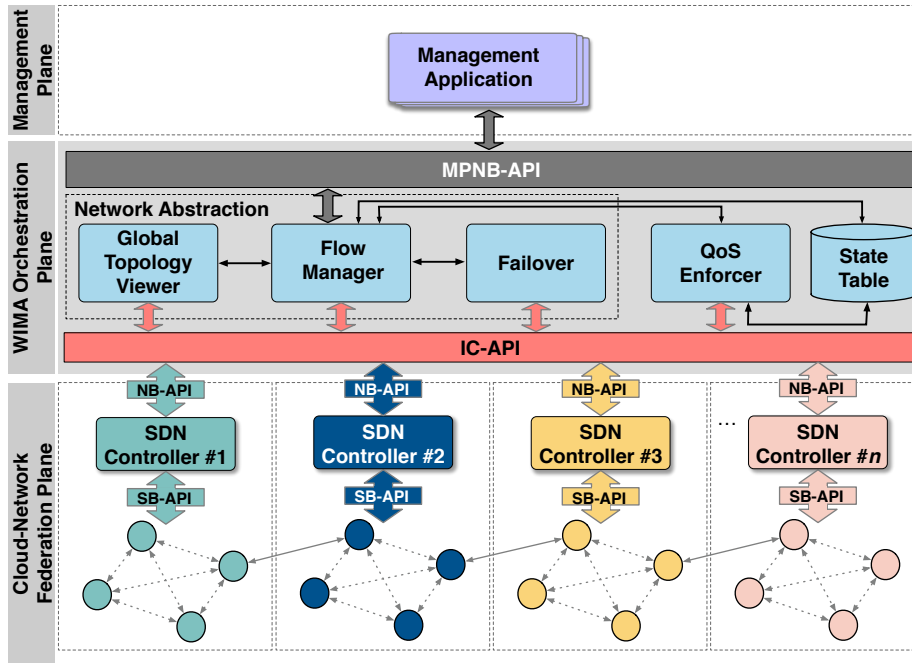 Management
Plane
Management
Application
WIMA Orchestration
Plane
MPNB-API
Network Abstraction
Global
Topology
Viewer
Flow
Manager
Failover
QoS
Enforcer
State
Table
IC-API
Cloud-Network
Federation Plane
NB-API
NB-API
NB-API
NB-API
SDN
Controller #1
SDN
Controller #2
SDN
Controller #3
...
SDN
Controller #n
SB-API
SB-API
SB-API
SB-API